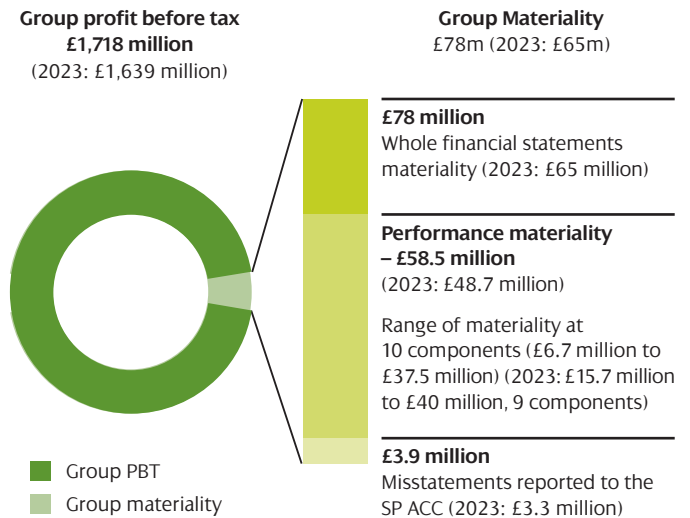 Group profit before tax
£1,718 million
(2023: £1,639 million)
Group Materiality
£78m (2023: £65m)
£78 million
Whole financial statements
materiality (2023: £65 million)
Performance materiality
– £58.5 million
(2023: £48.7 million)
Range of materiality at
10 components (£6.7 million to
£37.5 million) (2023: £15.7 million
to £40 million, 9 components)
£3.9 million
Misstatements reported to the
SP ACC (2023: £3.3 million)
Group PBT
Group materiality